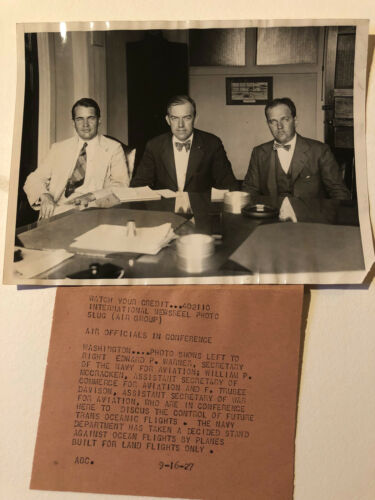 WATCH YOUR CREDIT...402110
INTERNATIONAL NEWSREEL PHOTO
SLUG (AIR GROUP)
AIR OFFICIALS IN CONFERENCE
WASHINGTON....PHOTO SHOWS LEFT TO
RIGHT EDWARD P. WARNER, SECRETARY
OF THE NAVY FOR AVIATION; WILLIAM P.
MCCRACKEN, ASSISTANT SECRETARY OF
COMMERCE FOR AVIATION AND F. TRUBEE
DAVISON, ASSISTANT SECRETARY OF WAR
FOR AVIATION, WHO ARE IN CONFERENCE
HERE TO DISCUS THE CONTROL OF FUTURE
TRANS OCEANIC FLIGHTS . THE NAVY
DEPARTMENT HAS TAKEN A DECIDED STAND
AGAINST OCEAN FLIGHTS BY PLANES
BUILT FOR LAND FLIGHTS ONLY .
AOC. 9-16-27